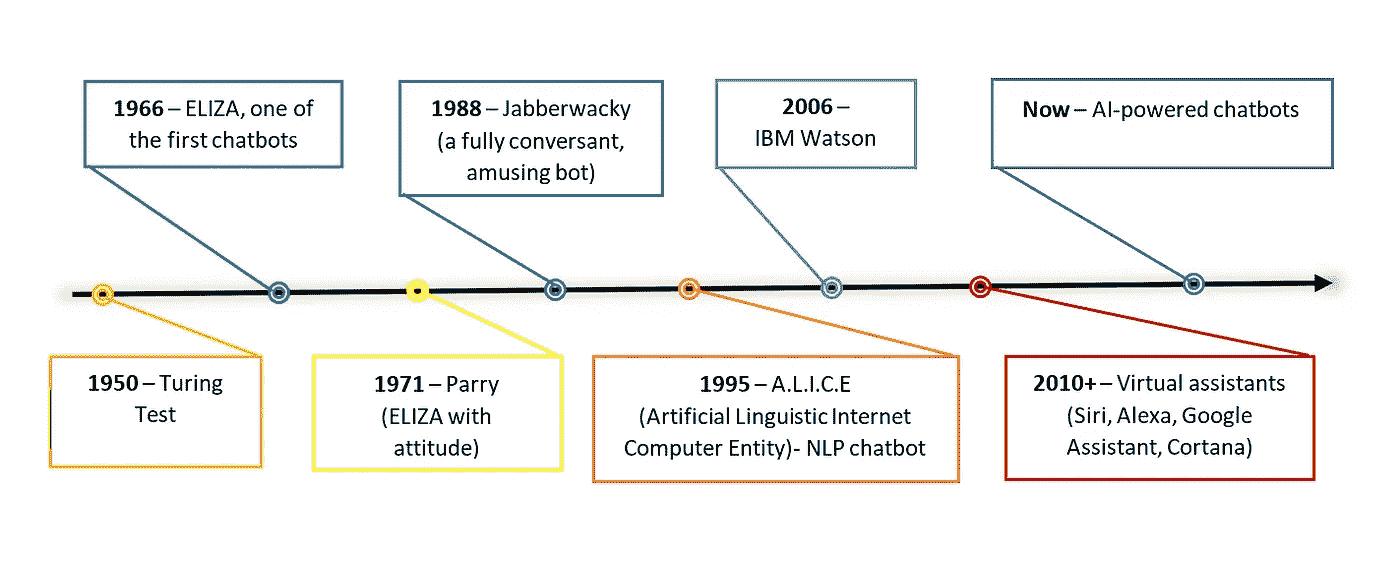 1966 – ELIZA, one of
the first chatbots
1988 – Jabberwacky
(a fully conversant,
amusing bot)
2006 –
IBM Watson
Now – AI-powered chatbots
1950 – Turing
Test
1971 – Parry
(ELIZA with
attitude)
1995 – A.L.I.C.E
(Artificial Linguistic Internet
Computer Entity)- NLP chatbot
2010+ – Virtual assistants
(Siri, Alexa, Google
Assistant, Cortana)